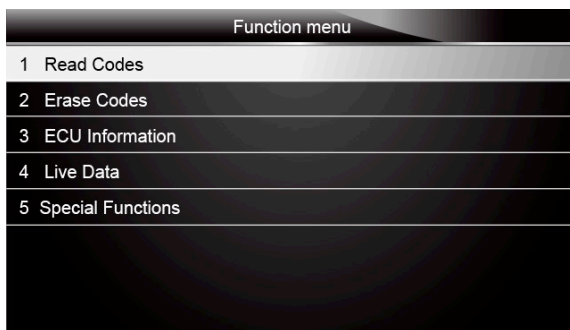 Function menu
1 Read Codes
2 Erase Codes
3 ECU Information
4 Live Data
5 Special Functions